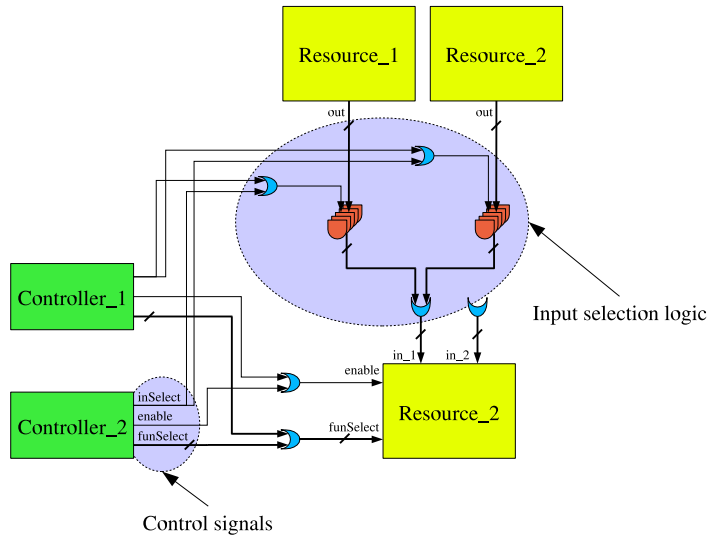 Resource_1
Resource_2
out
out
Controller_1
Input selection logic
in_1
in_2
enable
inSelect
Controller_2
enable
Resource_2
funSelect
funSelect
Control signals